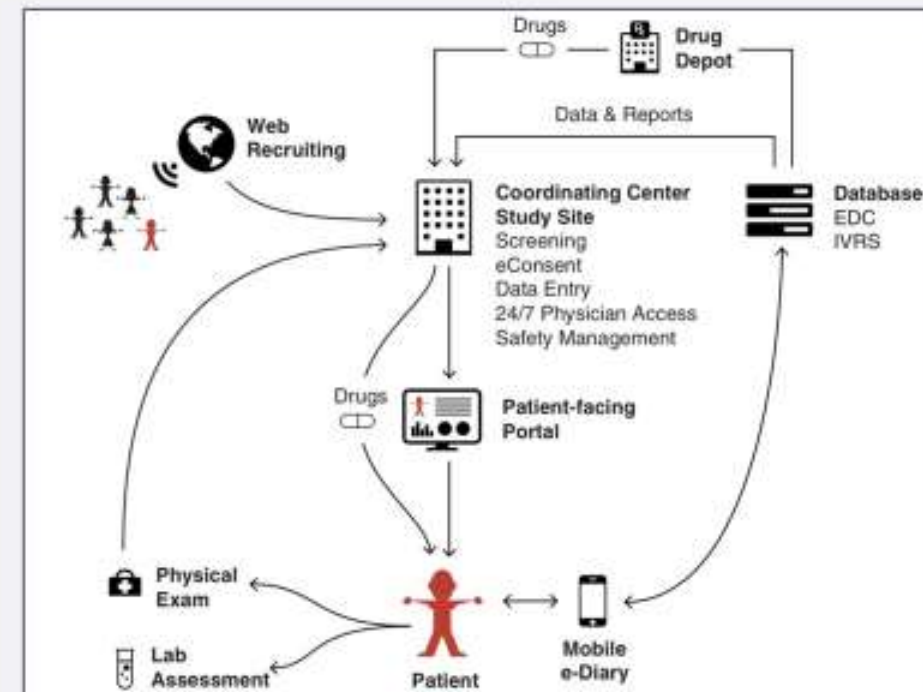 Drugs
Drug
Depot
Data & Reports
Web
Recruiting
Coordinating Center
Study Site
Screening
eConsent
Data Entry
24/7 Physician Access
Safety Management
Database
EDC
IVRS
Drugs
Patient-facing
Portal
Physical
Exam
Lab
Assessment
Patient
Mobile
e-Diary